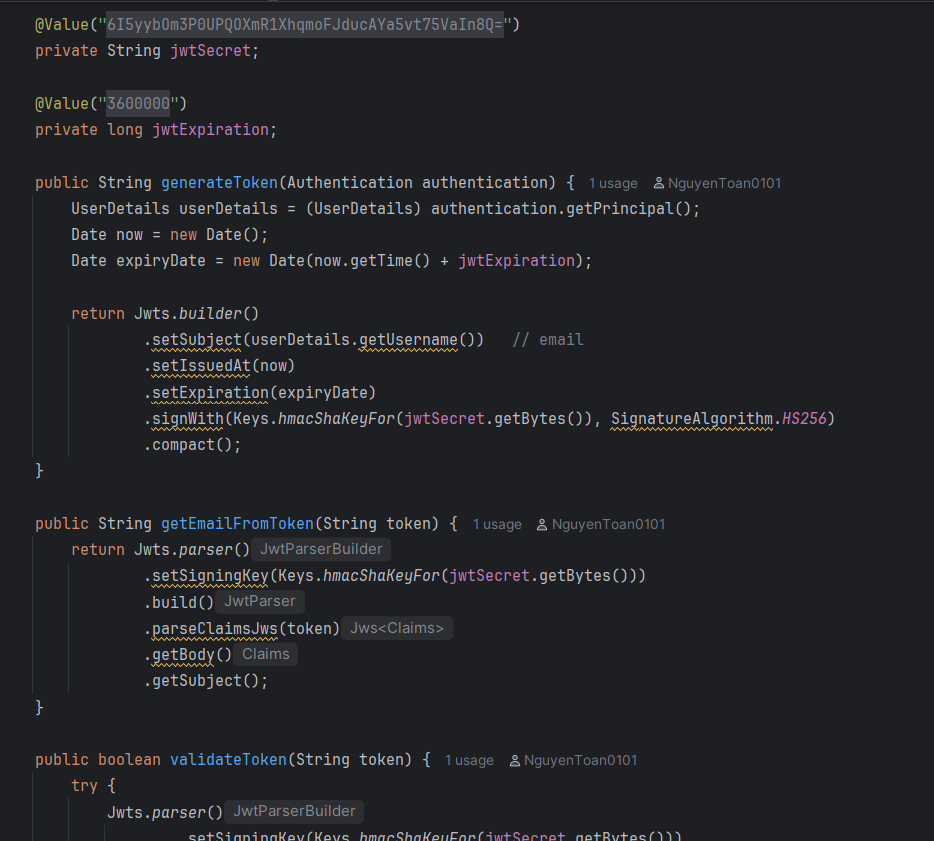 @Value("6I5yybOm3P0UPQOXmR1XhqmoFJducAYa5vt75VaIn8Q=")
private String jwtSecret;
@Value("3600000")
private long jwtExpiration;
public String generateToken(Authentication authentication) { 1 usage NguyenToan0101
UserDetails userDetails = (UserDetails) authentication.getPrincipal();
Date now = new Date();
Date expiryDate = new Date(now.getTime() + jwtExpiration);
return Jwts.builder()
.setSubject(userDetails.getUsername()) // email
.setIssuedAt(now)
.setExpiration(expiryDate)
.signWith(Keys.hmacShaKeyFor(jwtSecret.getBytes()), SignatureAlgorithm.HS256)
.compact();
}
public String getEmailFromToken(String token) { 1 usage NguyenToan0101
return Jwts.parser() JwtParserBuilder
.setSigningKey(Keys.hmacShaKeyFor(jwtSecret.getBytes()))
.build() JwtParser
.parseClaimsJws(token) Jws<Claims>
.getBody() Claims
.getSubject();
}
public boolean validateToken(String token) { 1 usage NguyenToan0101
try {
Jwts.parser() JwtParserBuilder
.setSigningKey(Keys.hmacShaKeyFor(jwtSecret.getBytes()))